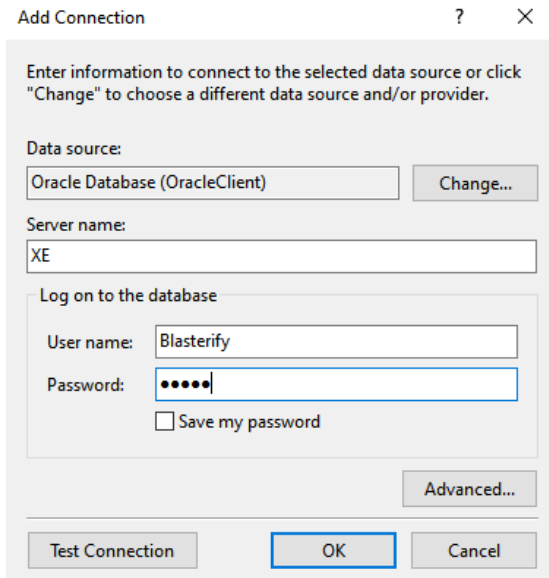 Add Connection ?
Enter information to connect to the selected data source or click
"Change" to choose a different data source and/or provider.
Data source:
Oracle Database (OracleClient) Change...
Server name:
XE
Log on to the database
User name: Blasterify
Password: •••••
Save my password
Advanced...
Test Connection OK Cancel